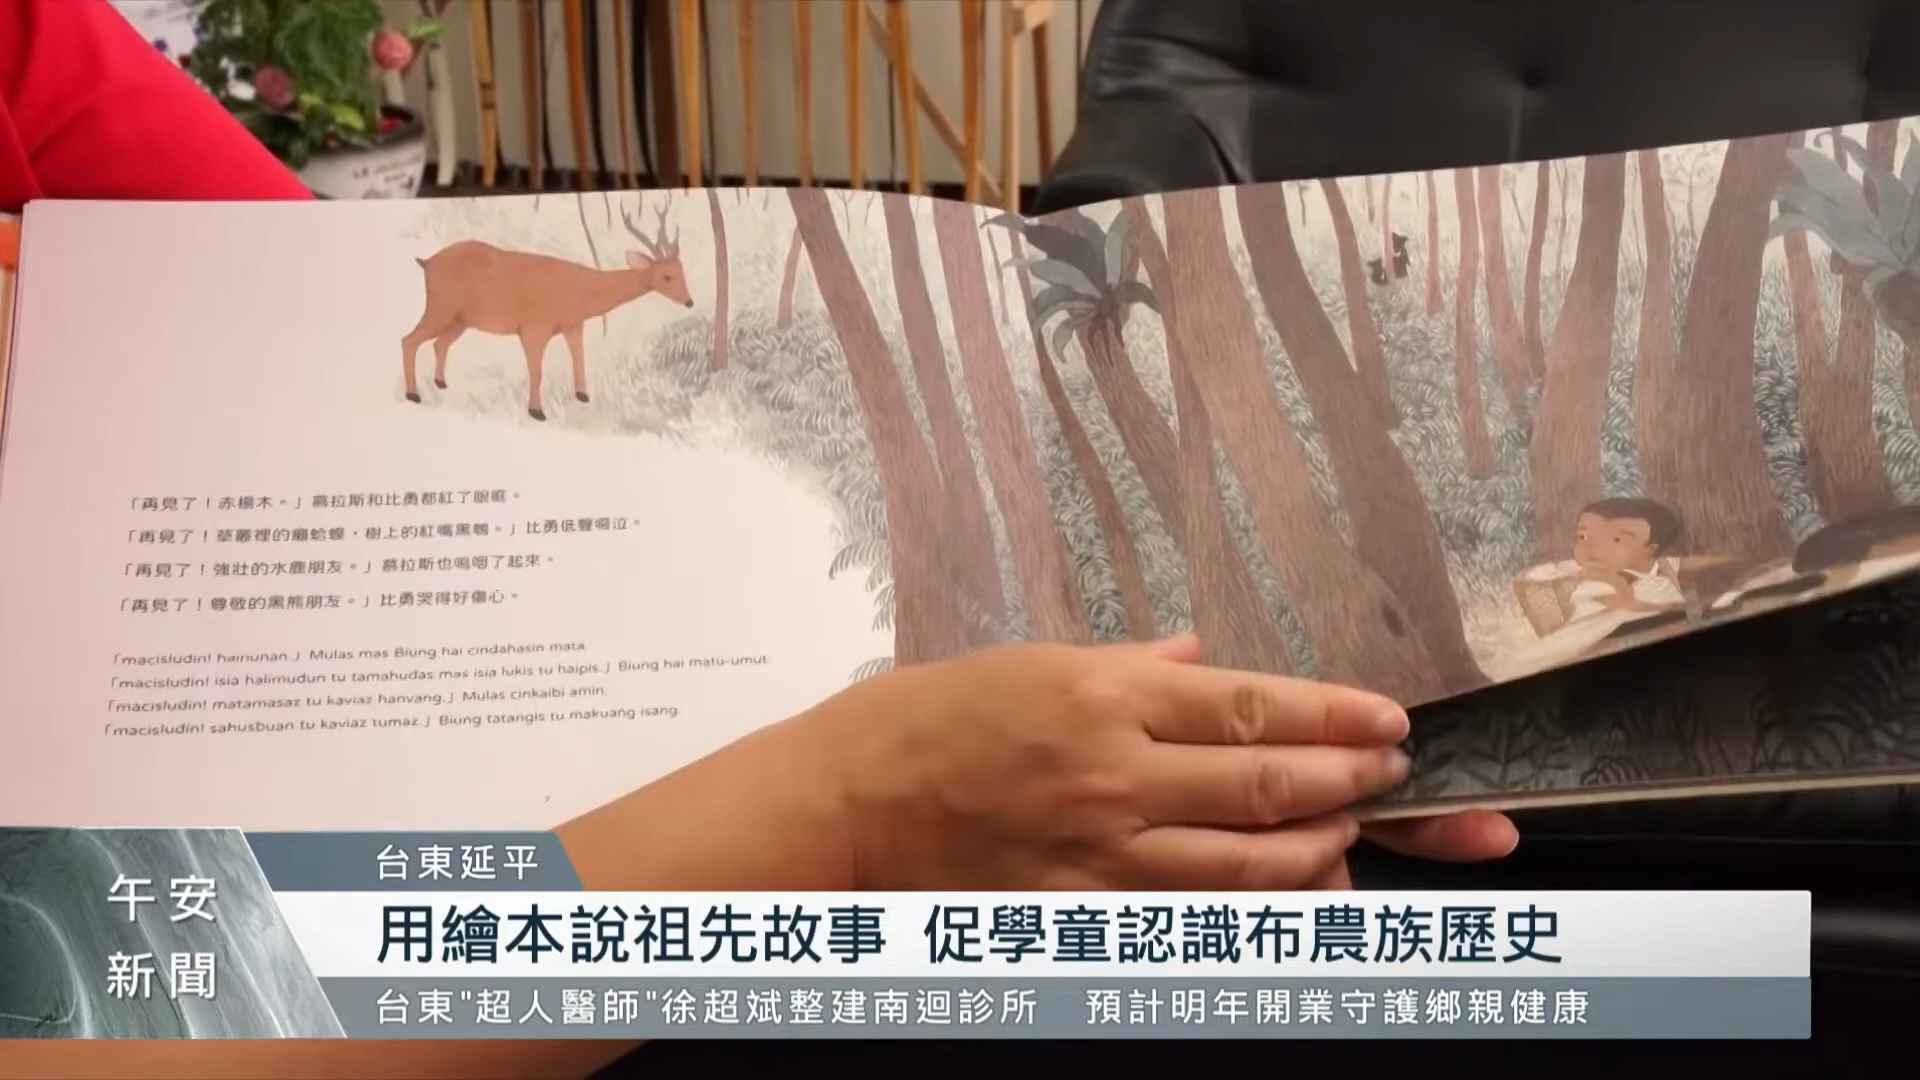 「再見了！赤楊木。」慕拉斯和比勇都紅了眼眶。
「再見了！草叢裡的癩蛤蟆，樹上的紅嘴黑鵯。」比勇低聲啜泣。
「再見了！強壯的水鹿朋友。」慕拉斯也嗚咽了起來。
「再見了！尊敬的黑熊朋友。」比勇哭得好傷心。
「macisludin! hainunan.」 Mulas mas Biung hai cindahasin mata.
「macisludin! isia halimudun tu tamahudas mas isia lukis tu haipis.」 Biung hai matu-umut.
「macisludin! matamasaz tu kaviaz hanvang.」 Mulas cinkaibi amin.
「macisludin! sahusbuan tu kaviaz tumaz.」 Biung tatangis tu makuang isang.
7
台東延平
午安
新聞
用繪本說祖先故事 促學童認識布農族歷史
台東"超人醫師"徐超斌整建南迴診所 預計明年開業守護鄉親健康